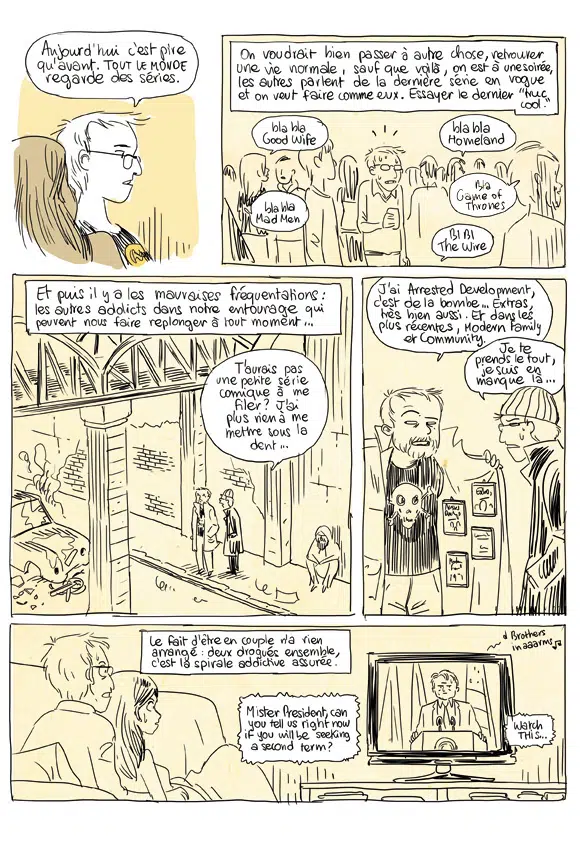 Aujourd'hui c'est pire
qu'avant. TOUT LE MONDE
regarde des séries.
On voudrait bien passer à autre chose, retrouver
une vie normale, sauf que voilà, on est à une soirée,
les autres parlent de la dernière série en vogue
et on veut faire comme eux. Essayer le dernier "truc
cool."
bla bla
Good Wife
bla bla
Homeland
bla bla
Mad Men
Bla
Game of
Thrones
Bl Bl
The Wire
Et puis il y a les mauvaises fréquentations :
les autres addicts dans notre entourage qui
peuvent nous faire replonger à tout moment...
T'aurais pas
une petite série
comique à me
filer ? J'ai
plus rien à me
mettre sous la
dent...
J'ai Arrested Development,
c'est de la bombe... Extras,
très bien aussi. Et dans les
plus récentes, Modern Family
et Community.
Je te
prends le tout,
je suis en
manque là...
Le fait d'être en couple n'a rien
arrangé : deux drogués ensemble,
c'est la spirale addictive assurée.
♪ Brothers
in aaarms ♫
Mister President, can
you tell us right now
if you will be seeking
a second term?
Watch
THIS...